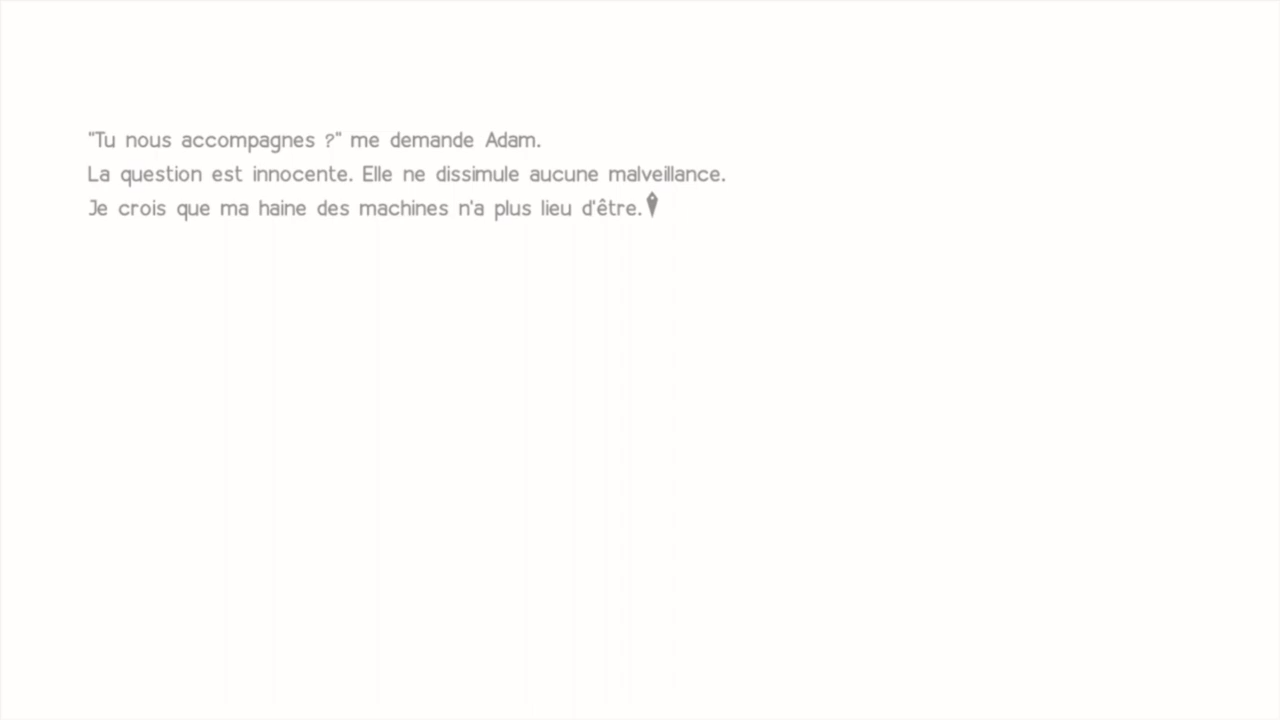 "Tu nous accompagnes ?" me demande Adam.
La question est innocente. Elle ne dissimule aucune malveillance.
Je crois que ma haine des machines n'a plus lieu d'être.